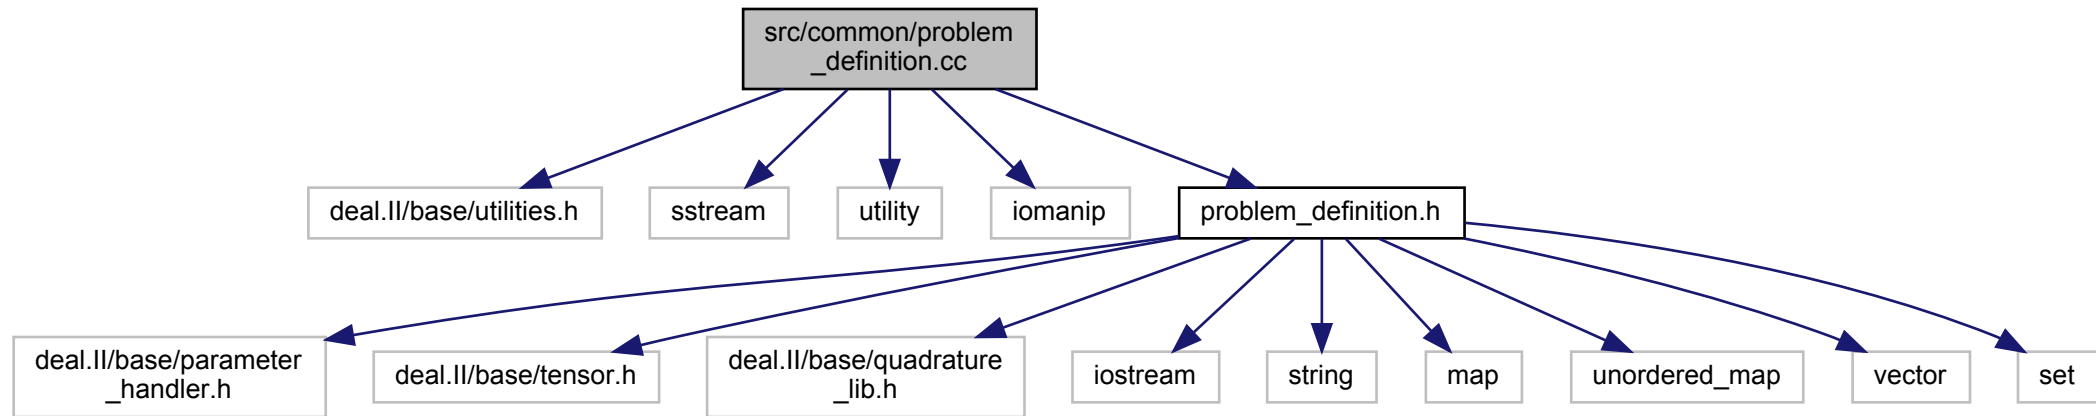 src/common/problem
_definition.cc
deal.II/base/utilities.h
sstream
utility
iomanip
problem_definition.h
deal.II/base/parameter
_handler.h
deal.II/base/tensor.h
deal.II/base/quadrature
_lib.h
iostream
string
map
unordered_map
vector
set